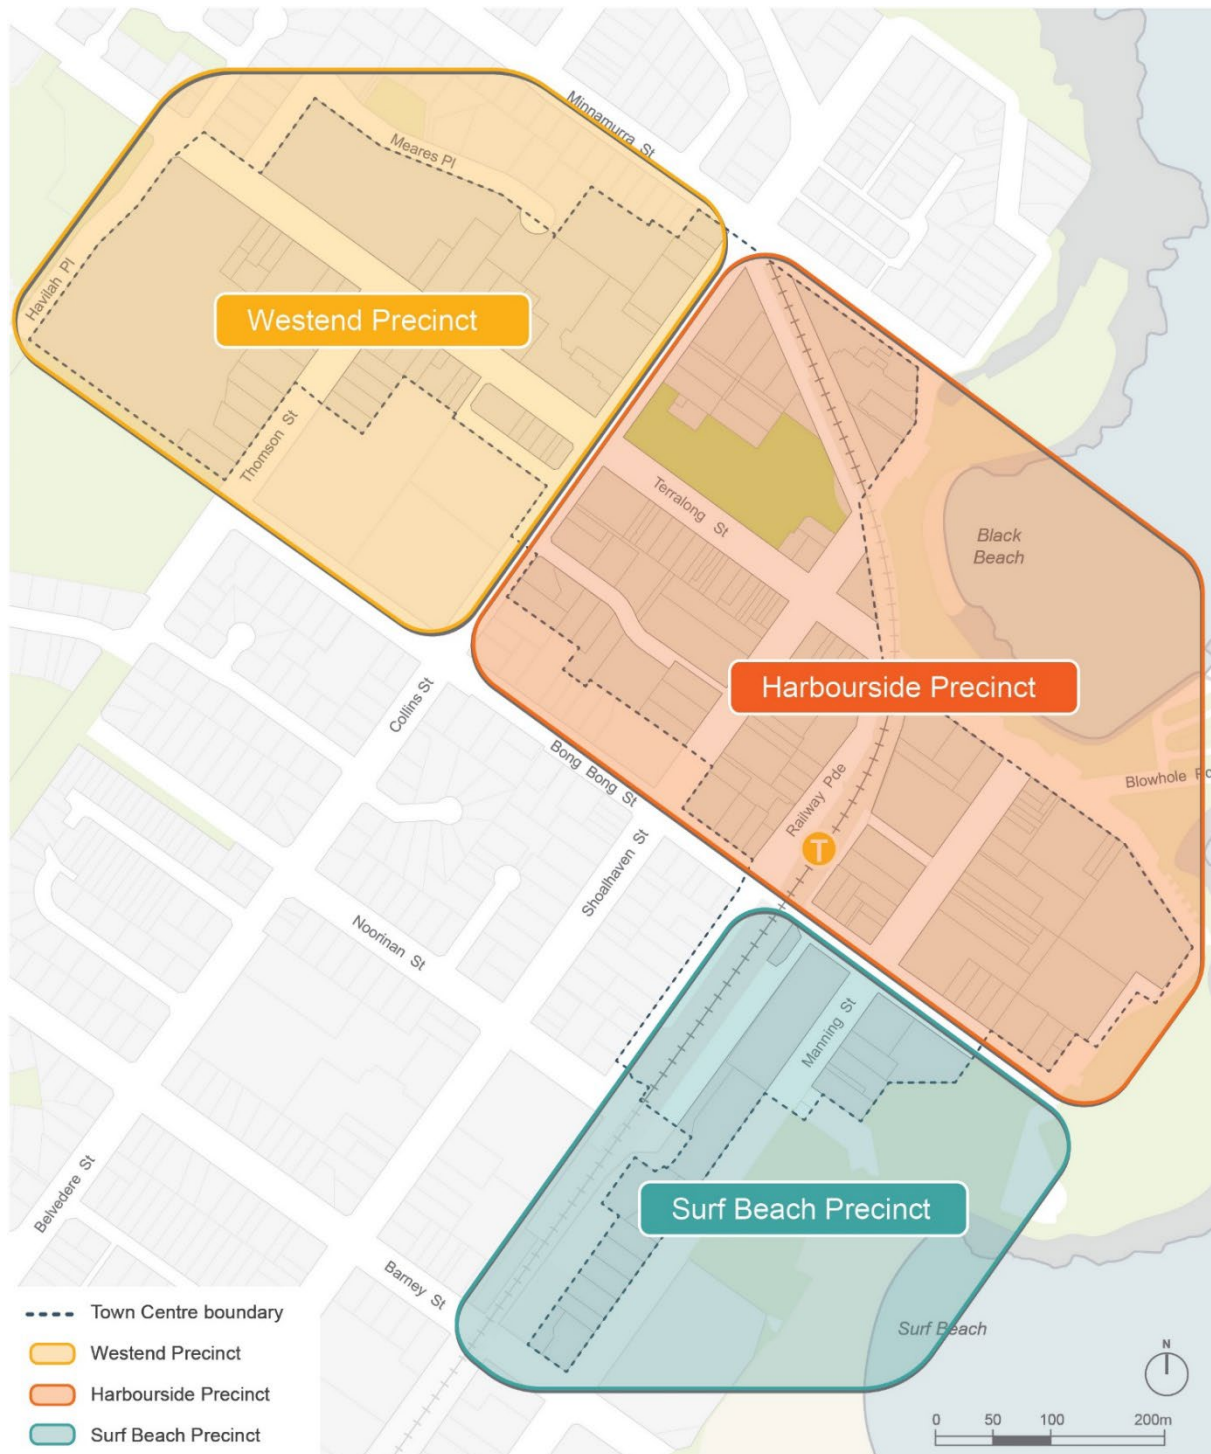 Minnamurra St
Meares Pl
Havilah Pl
Westend Precinct
Thomson St
Terralong St
Black
Beach
Harbourside Precinct
Collins St
Bong Bong St
Railway Pde
Blowhole
T
Shoalhaven St
Noorinan St
Manning St
Surf Beach Precinct
Belvedere St
Barney St
Surf Beach
Town Centre boundary
Westend Precinct
Harbourside Precinct
Surf Beach Precinct
N
0 50 100 200m